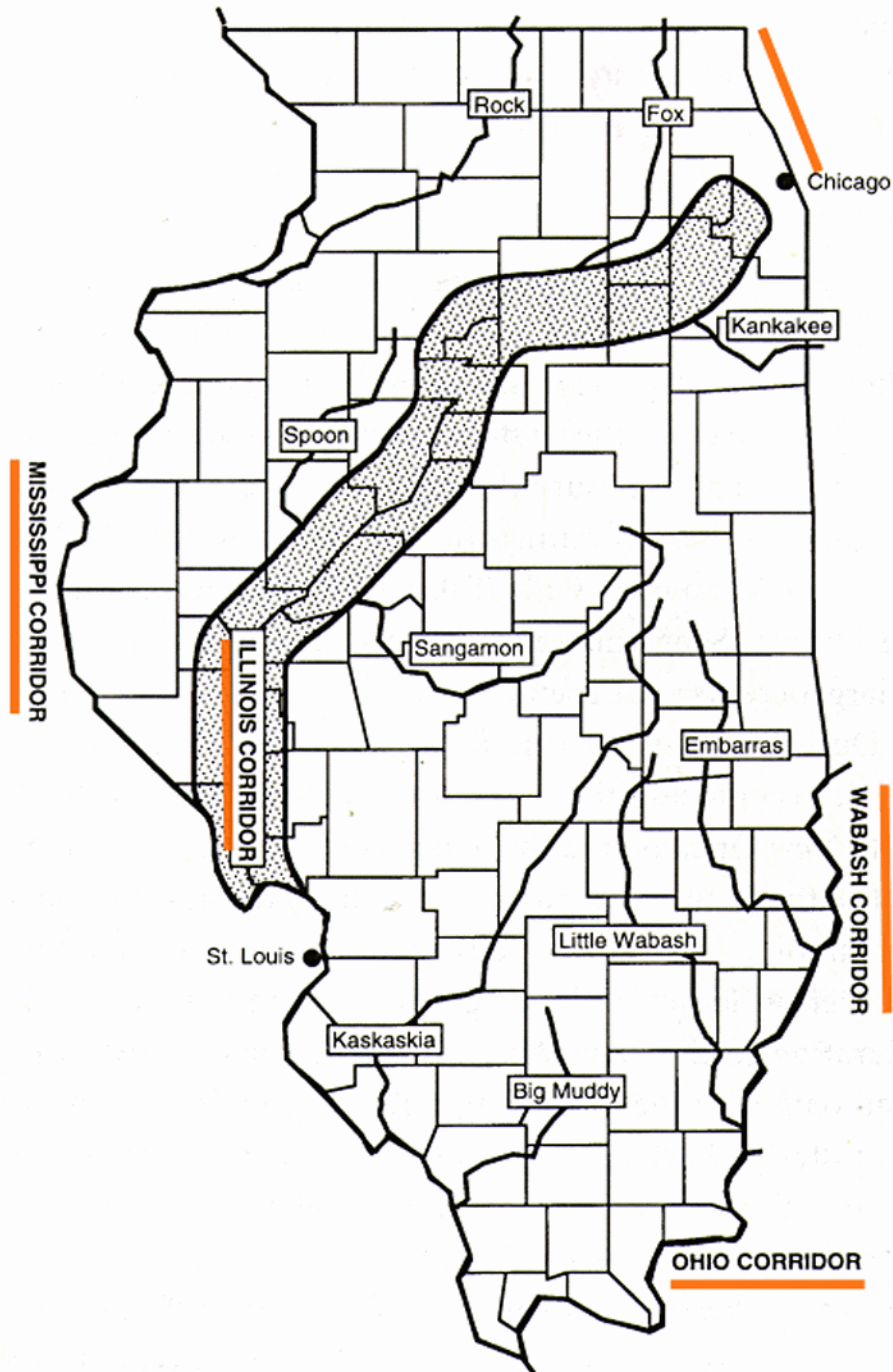 Rock
Fox
Chicago
Kankakee
Spoon
MISSISSIPPI CORRIDOR
ILLINOIS CORRIDOR
Sangamon
Embarras
WABASH CORRIDOR
Little Wabash
St. Louis
Kaskaskia
Big Muddy
OHIO CORRIDOR